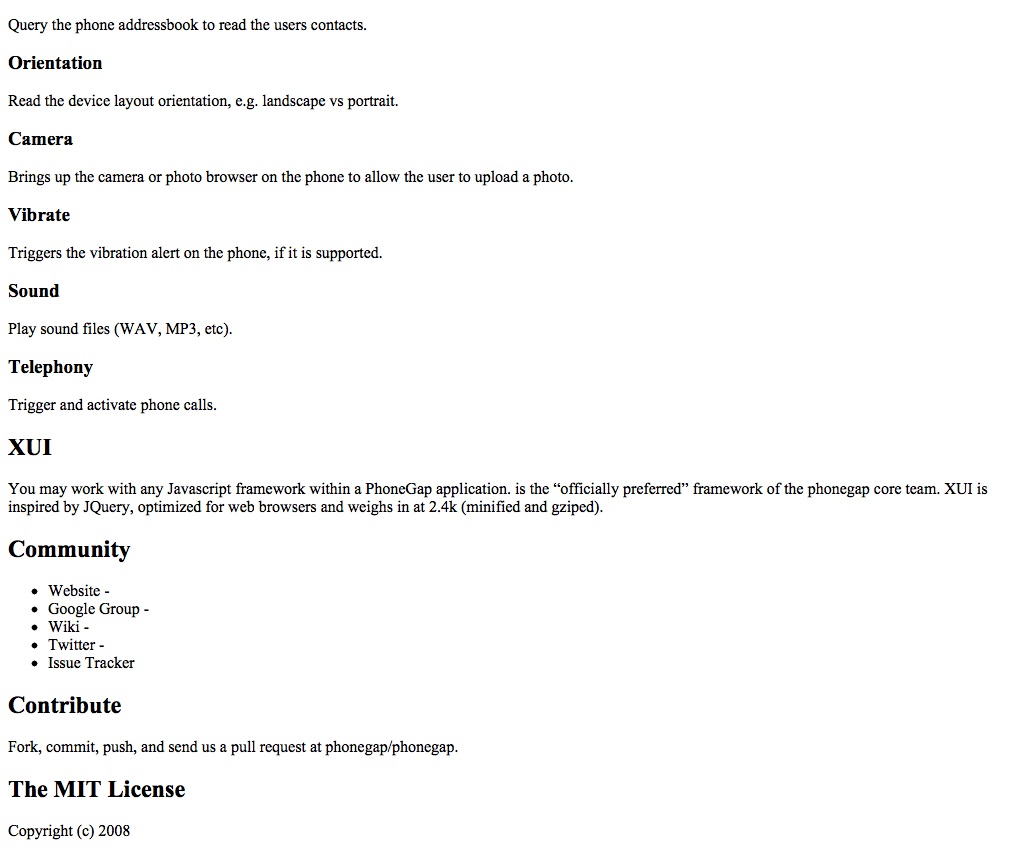 Query the phone addressbook to read the users contacts.
Orientation
Read the device layout orientation, e.g. landscape vs portrait.
Camera
Brings up the camera or photo browser on the phone to allow the user to upload a photo.
Vibrate
Triggers the vibration alert on the phone, if it is supported.
Sound
Play sound files (WAV, MP3, etc).
Telephony
Trigger and activate phone calls.
XUI
You may work with any Javascript framework within a PhoneGap application. is the “officially preferred” framework of the phonegap core team. XUI is
inspired by JQuery, optimized for web browsers and weighs in at 2.4k (minified and gziped).
Community
• Website -
• Google Group -
• Wiki -
• Twitter -
• Issue Tracker
Contribute
Fork, commit, push, and send us a pull request at phonegap/phonegap.
The MIT License
Copyright (c) 2008